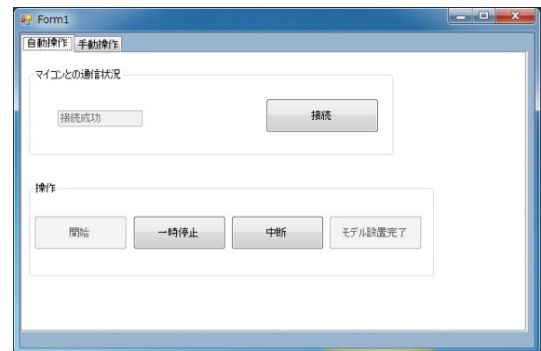 Form1
自動操作 手動操作
マイコンとの通信状況
接続成功 接続
操作
開始 一時停止 中断 モデル設置完了